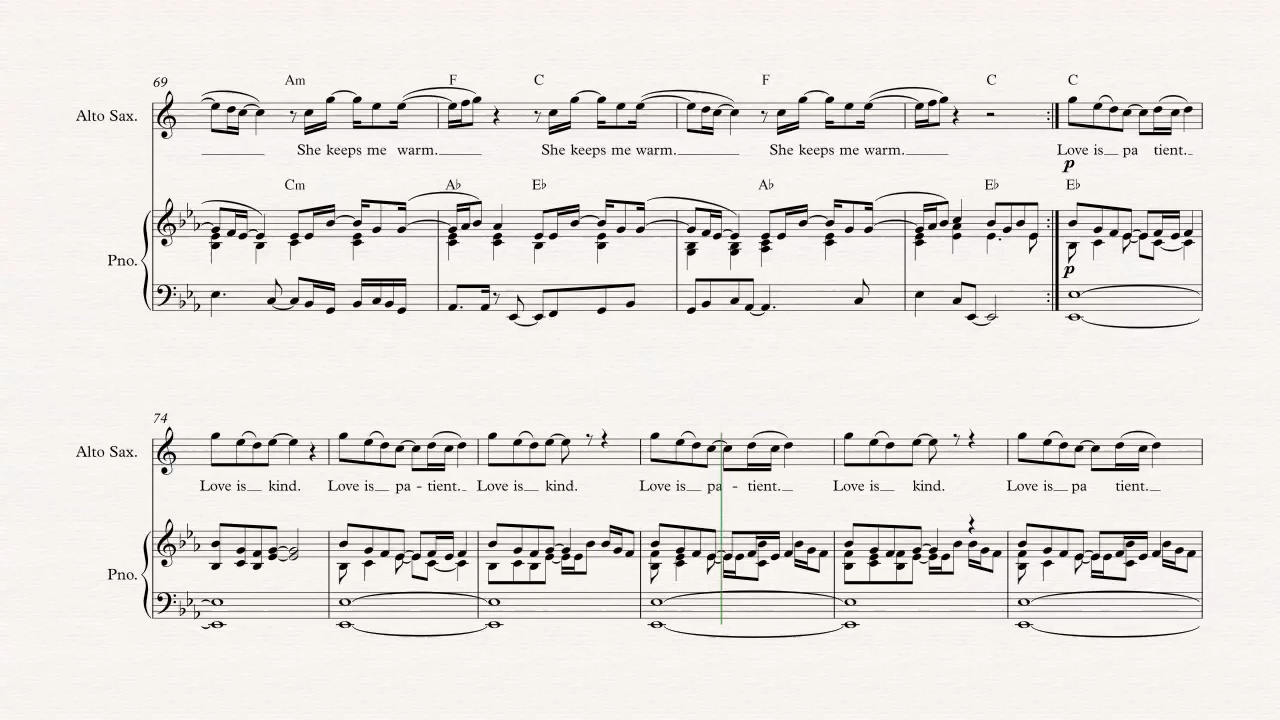 69 Am F C F C C
Alto Sax.
She keeps me warm. She keeps me warm. She keeps me warm. Love is pa tient.
p
Cm A♭ E♭ A♭ E♭ E♭
Pno.
p
74
Alto Sax.
Love is kind. Love is pa - tient. Love is kind. Love is pa - tient. Love is kind. Love is pa tient.
Pno.